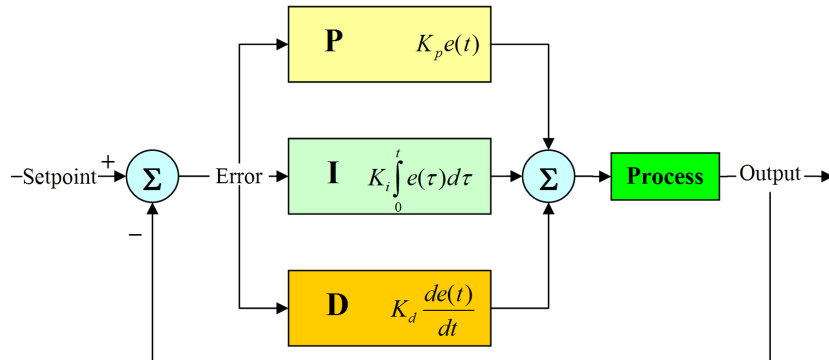 P K_p e(t)
+
–Setpoint Σ Error I K_i ∫_0^t e(τ)dτ Σ Process Output
–
D K_d de(t)/dt